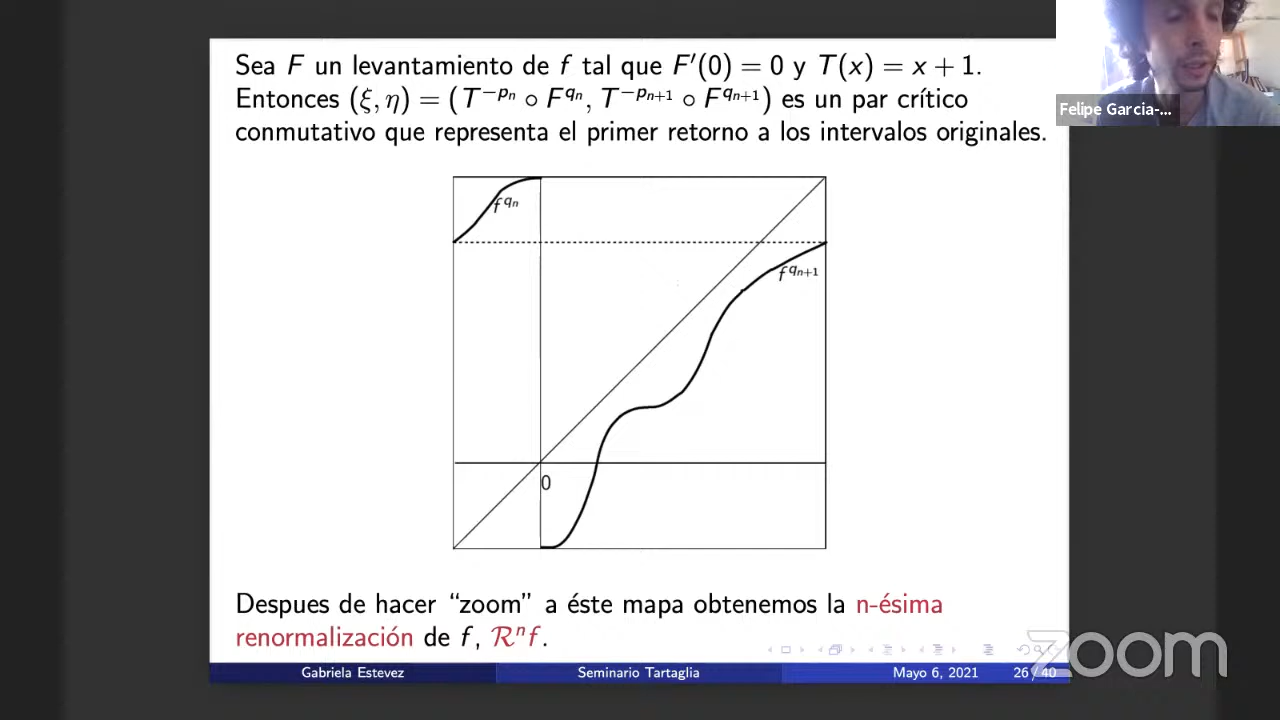 Sea F un levantamiento de f tal que F′(0) = 0 y T(x) = x + 1.
Entonces (ξ, η) = (T^{−p_n} ∘ F^{q_n}, T^{−p_{n+1}} ∘ F^{q_{n+1}}) es un par crítico
conmutativo que representa el primer retorno a los intervalos originales.
f^{q_n}
f^{q_{n+1}}
0
Despues de hacer “zoom” a éste mapa obtenemos la n-ésima
renormalización de f, ℛ^n f.
Gabriela Estevez Seminario Tartaglia Mayo 6, 2021 26 / 40
Felipe Garcia-...
zoom